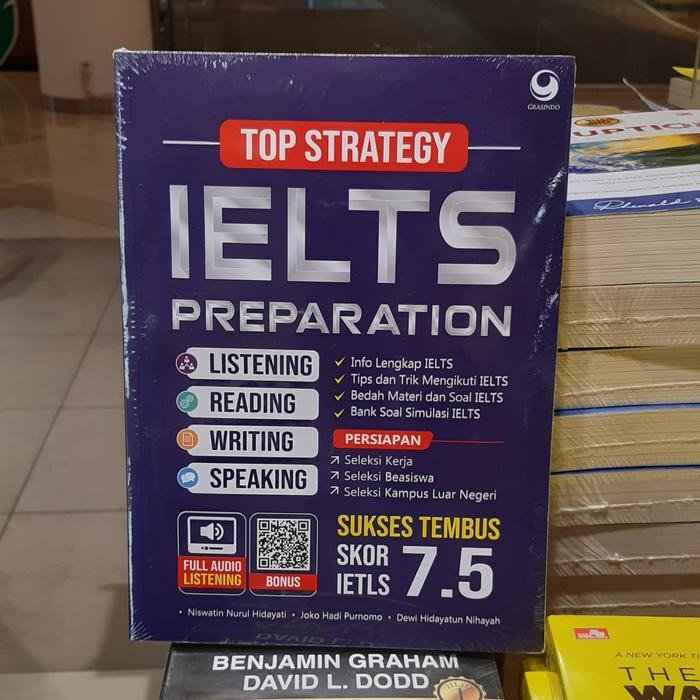 GRASINDO
TOP STRATEGY
IELTS
PREPARATION
LISTENING
READING
WRITING
SPEAKING
Info Lengkap IELTS
Tips dan Trik Mengikuti IELTS
Bedah Materi dan Soal IELTS
Bank Soal Simulasi IELTS
PERSIAPAN
Seleksi Kerja
Seleksi Beasiswa
Seleksi Kampus Luar Negeri
FULL AUDIO
LISTENING
BONUS
SUKSES TEMBUS
SKOR
IETLS
7.5
• Niswatin Nurul Hidayati • Joko Hadi Purnomo • Dewi Hidayatun Nihayah
BENJAMIN GRAHAM
DAVID L. DODD
A NEW YORK TI
THE